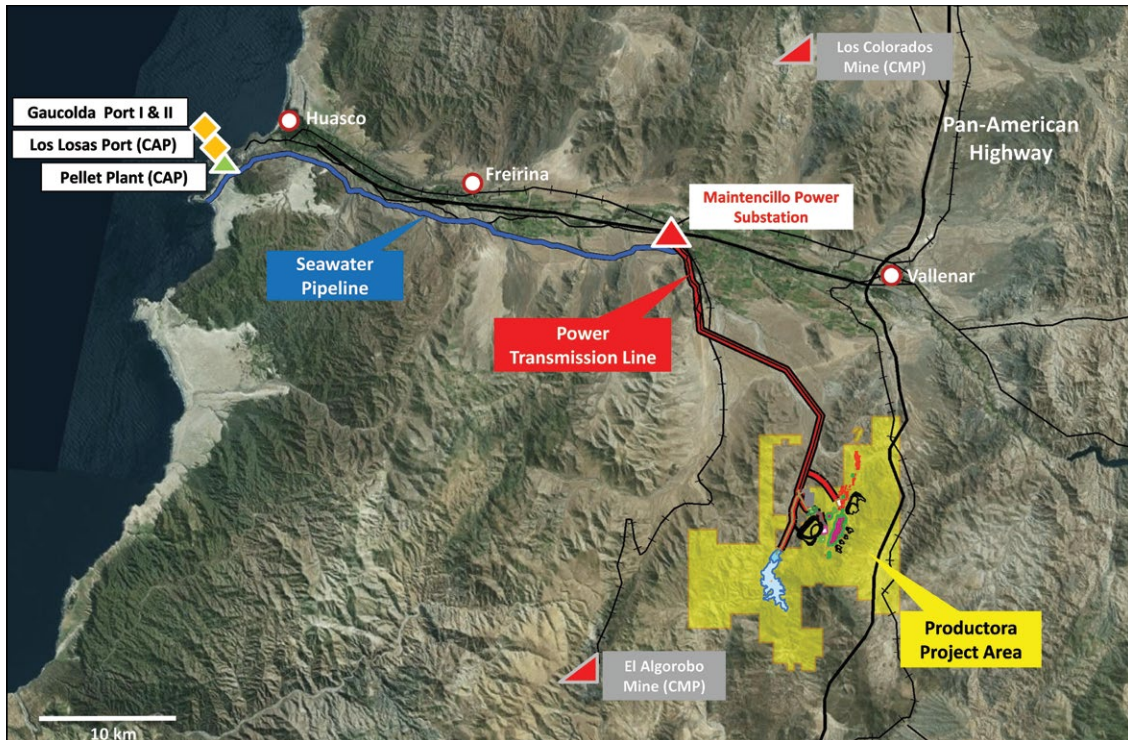 Los Colorados
Mine (CMP)
Gaucolda Port I & II
Los Losas Port (CAP)
Pellet Plant (CAP)
Huasco
Pan-American
Highway
Freirina
Maintencillo Power
Substation
Seawater
Pipeline
Vallenar
Power
Transmission Line
Productora
Project Area
El Algorobo
Mine (CMP)
10 km